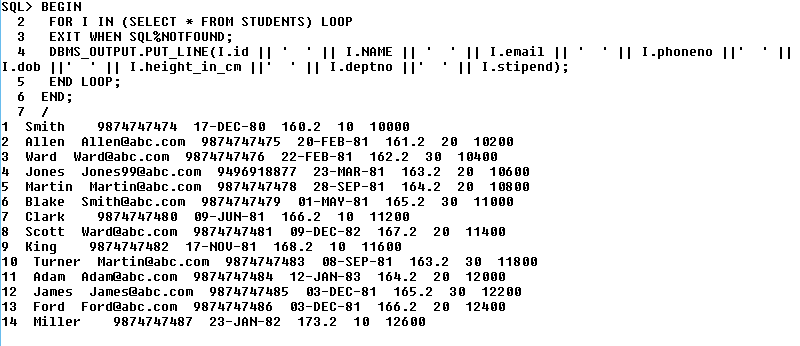 SQL> BEGIN
  2   FOR I IN (SELECT * FROM STUDENTS) LOOP
  3   EXIT WHEN SQL%NOTFOUND;
  4   DBMS_OUTPUT.PUT_LINE(I.id || '  ' || I.NAME || '  ' || I.email || '  ' || I.phoneno ||'  ' ||
I.dob ||'  ' || I.height_in_cm ||'  ' || I.deptno ||'  ' || I.stipend);
  5   END LOOP;
  6  END;
  7  /
1  Smith    9874747474  17-DEC-80  160.2  10  10000
2  Allen  Allen@abc.com  9874747475  20-FEB-81  161.2  20  10200
3  Ward  Ward@abc.com  9874747476  22-FEB-81  162.2  30  10400
4  Jones  Jones99@abc.com  9496918877  23-MAR-81  163.2  20  10600
5  Martin  Martin@abc.com  9874747478  28-SEP-81  164.2  20  10800
6  Blake  Smith@abc.com  9874747479  01-MAY-81  165.2  30  11000
7  Clark    9874747480  09-JUN-81  166.2  10  11200
8  Scott  Ward@abc.com  9874747481  09-DEC-82  167.2  20  11400
9  King    9874747482  17-NOV-81  168.2  10  11600
10  Turner  Martin@abc.com  9874747483  08-SEP-81  163.2  30  11800
11  Adam  Adam@abc.com  9874747484  12-JAN-83  164.2  20  12000
12  James  James@abc.com  9874747485  03-DEC-81  165.2  30  12200
13  Ford  Ford@abc.com  9874747486  03-DEC-81  166.2  20  12400
14  Miller    9874747487  23-JAN-82  173.2  10  12600